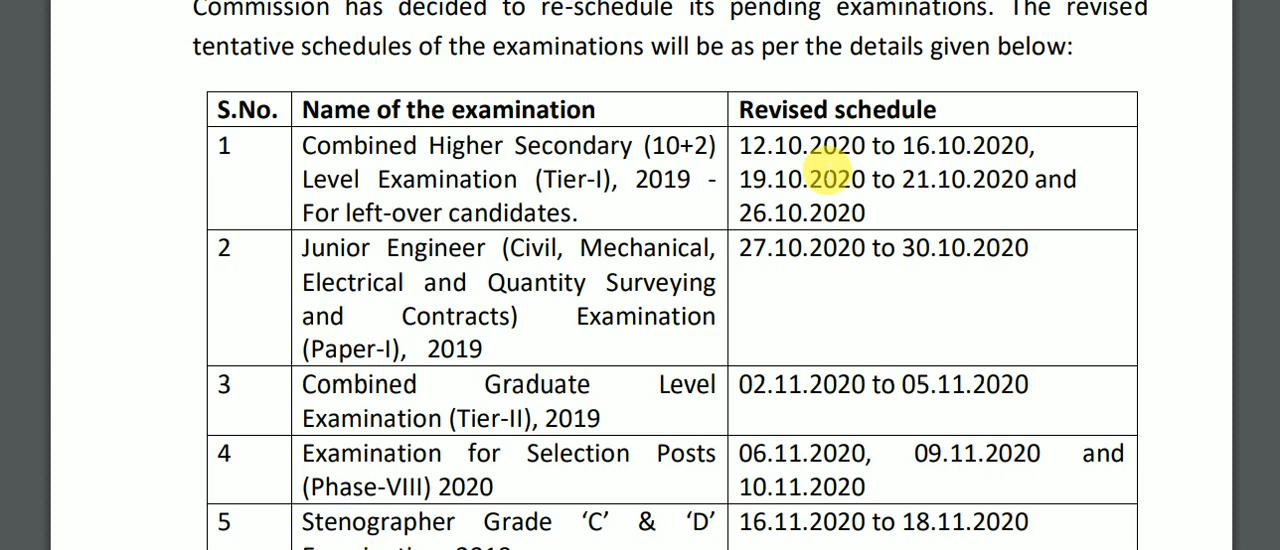 Commission has decided to re-schedule its pending examinations. The revised
tentative schedules of the examinations will be as per the details given below:
S.No. Name of the examination Revised schedule
1 Combined Higher Secondary (10+2) 12.10.2020 to 16.10.2020,
Level Examination (Tier-I), 2019 - 19.10.2020 to 21.10.2020 and
For left-over candidates. 26.10.2020
2 Junior Engineer (Civil, Mechanical, 27.10.2020 to 30.10.2020
Electrical and Quantity Surveying
and Contracts) Examination
(Paper-I), 2019
3 Combined Graduate Level 02.11.2020 to 05.11.2020
Examination (Tier-II), 2019
4 Examination for Selection Posts 06.11.2020, 09.11.2020 and
(Phase-VIII) 2020 10.11.2020
5 Stenographer Grade ‘C’ & ‘D’ 16.11.2020 to 18.11.2020